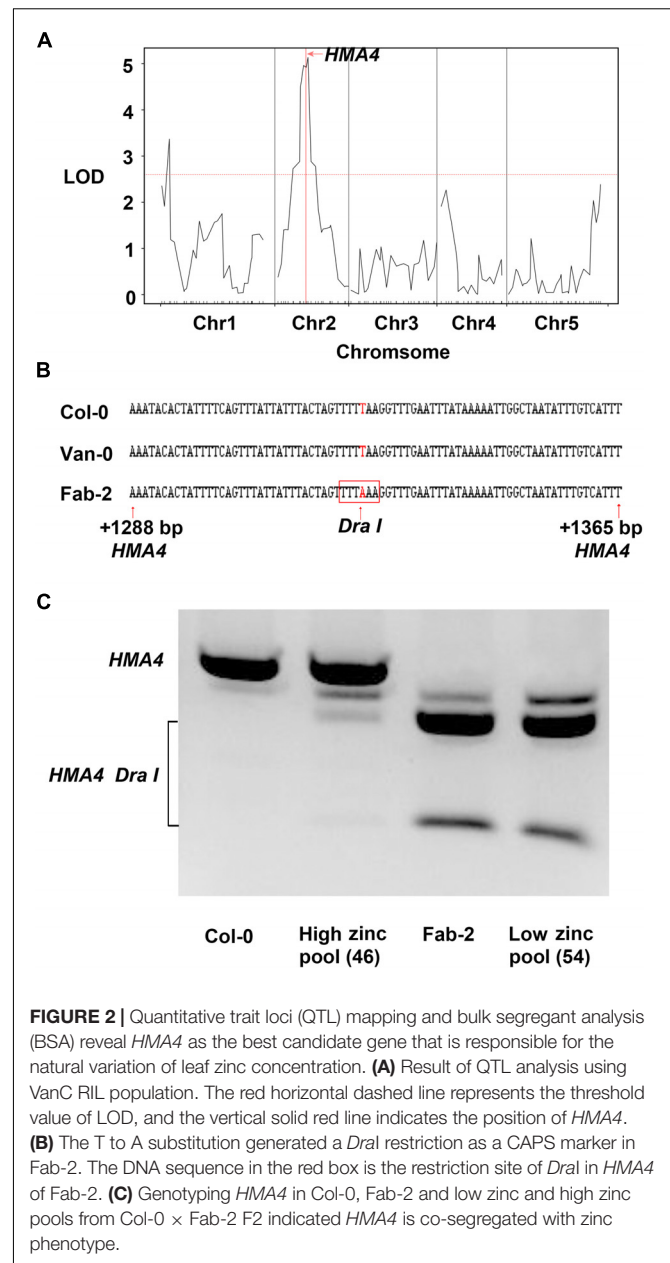 A
HMA4
5
4
3
LOD
2
1
0
Chr1 Chr2 Chr3 Chr4 Chr5
Chromsome
B
Col-0 AAATACACTATTTTCAGTTTATTATTTACTAGTTTTTAAGGTTTGAATTTATAAAAATTGGCTAATATTTGTCATTT
Van-0 AAATACACTATTTTCAGTTTATTATTTACTAGTTTTTAAGGTTTGAATTTATAAAAATTGGCTAATATTTGTCATTT
Fab-2 AAATACACTATTTTCAGTTTATTATTTACTAGTTTTAAAGGTTTGAATTTATAAAAATTGGCTAATATTTGTCATTT
+1288 bp Dra I +1365 bp
HMA4 HMA4
C
HMA4
HMA4 Dra I
Col-0 High zinc Fab-2 Low zinc
pool (46) pool (54)
FIGURE 2 | Quantitative trait loci (QTL) mapping and bulk segregant analysis
(BSA) reveal HMA4 as the best candidate gene that is responsible for the
natural variation of leaf zinc concentration. (A) Result of QTL analysis using
VanC RIL population. The red horizontal dashed line represents the threshold
value of LOD, and the vertical solid red line indicates the position of HMA4.
(B) The T to A substitution generated a DraI restriction as a CAPS marker in
Fab-2. The DNA sequence in the red box is the restriction site of DraI in HMA4
of Fab-2. (C) Genotyping HMA4 in Col-0, Fab-2 and low zinc and high zinc
pools from Col-0 × Fab-2 F2 indicated HMA4 is co-segregated with zinc
phenotype.